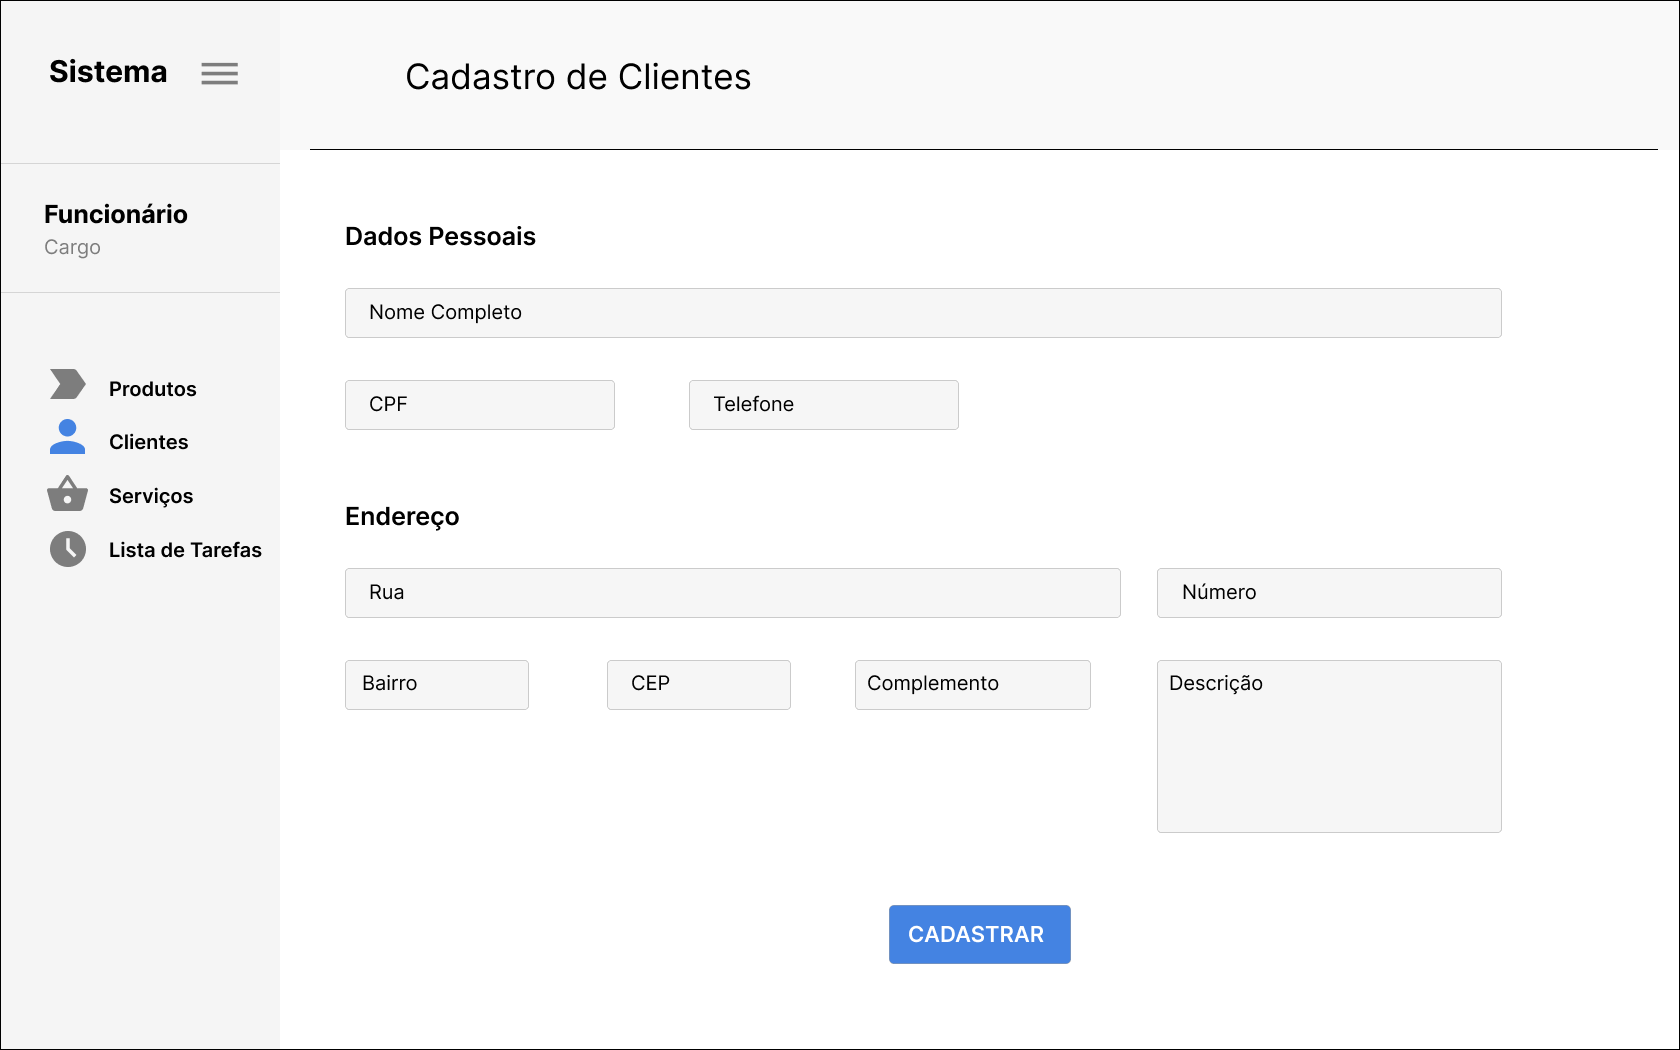 Sistema
Cadastro de Clientes
Funcionário
Cargo
Produtos
Clientes
Serviços
Lista de Tarefas
Dados Pessoais
Nome Completo
CPF
Telefone
Endereço
Rua
Número
Bairro
CEP
Complemento
Descrição
CADASTRAR